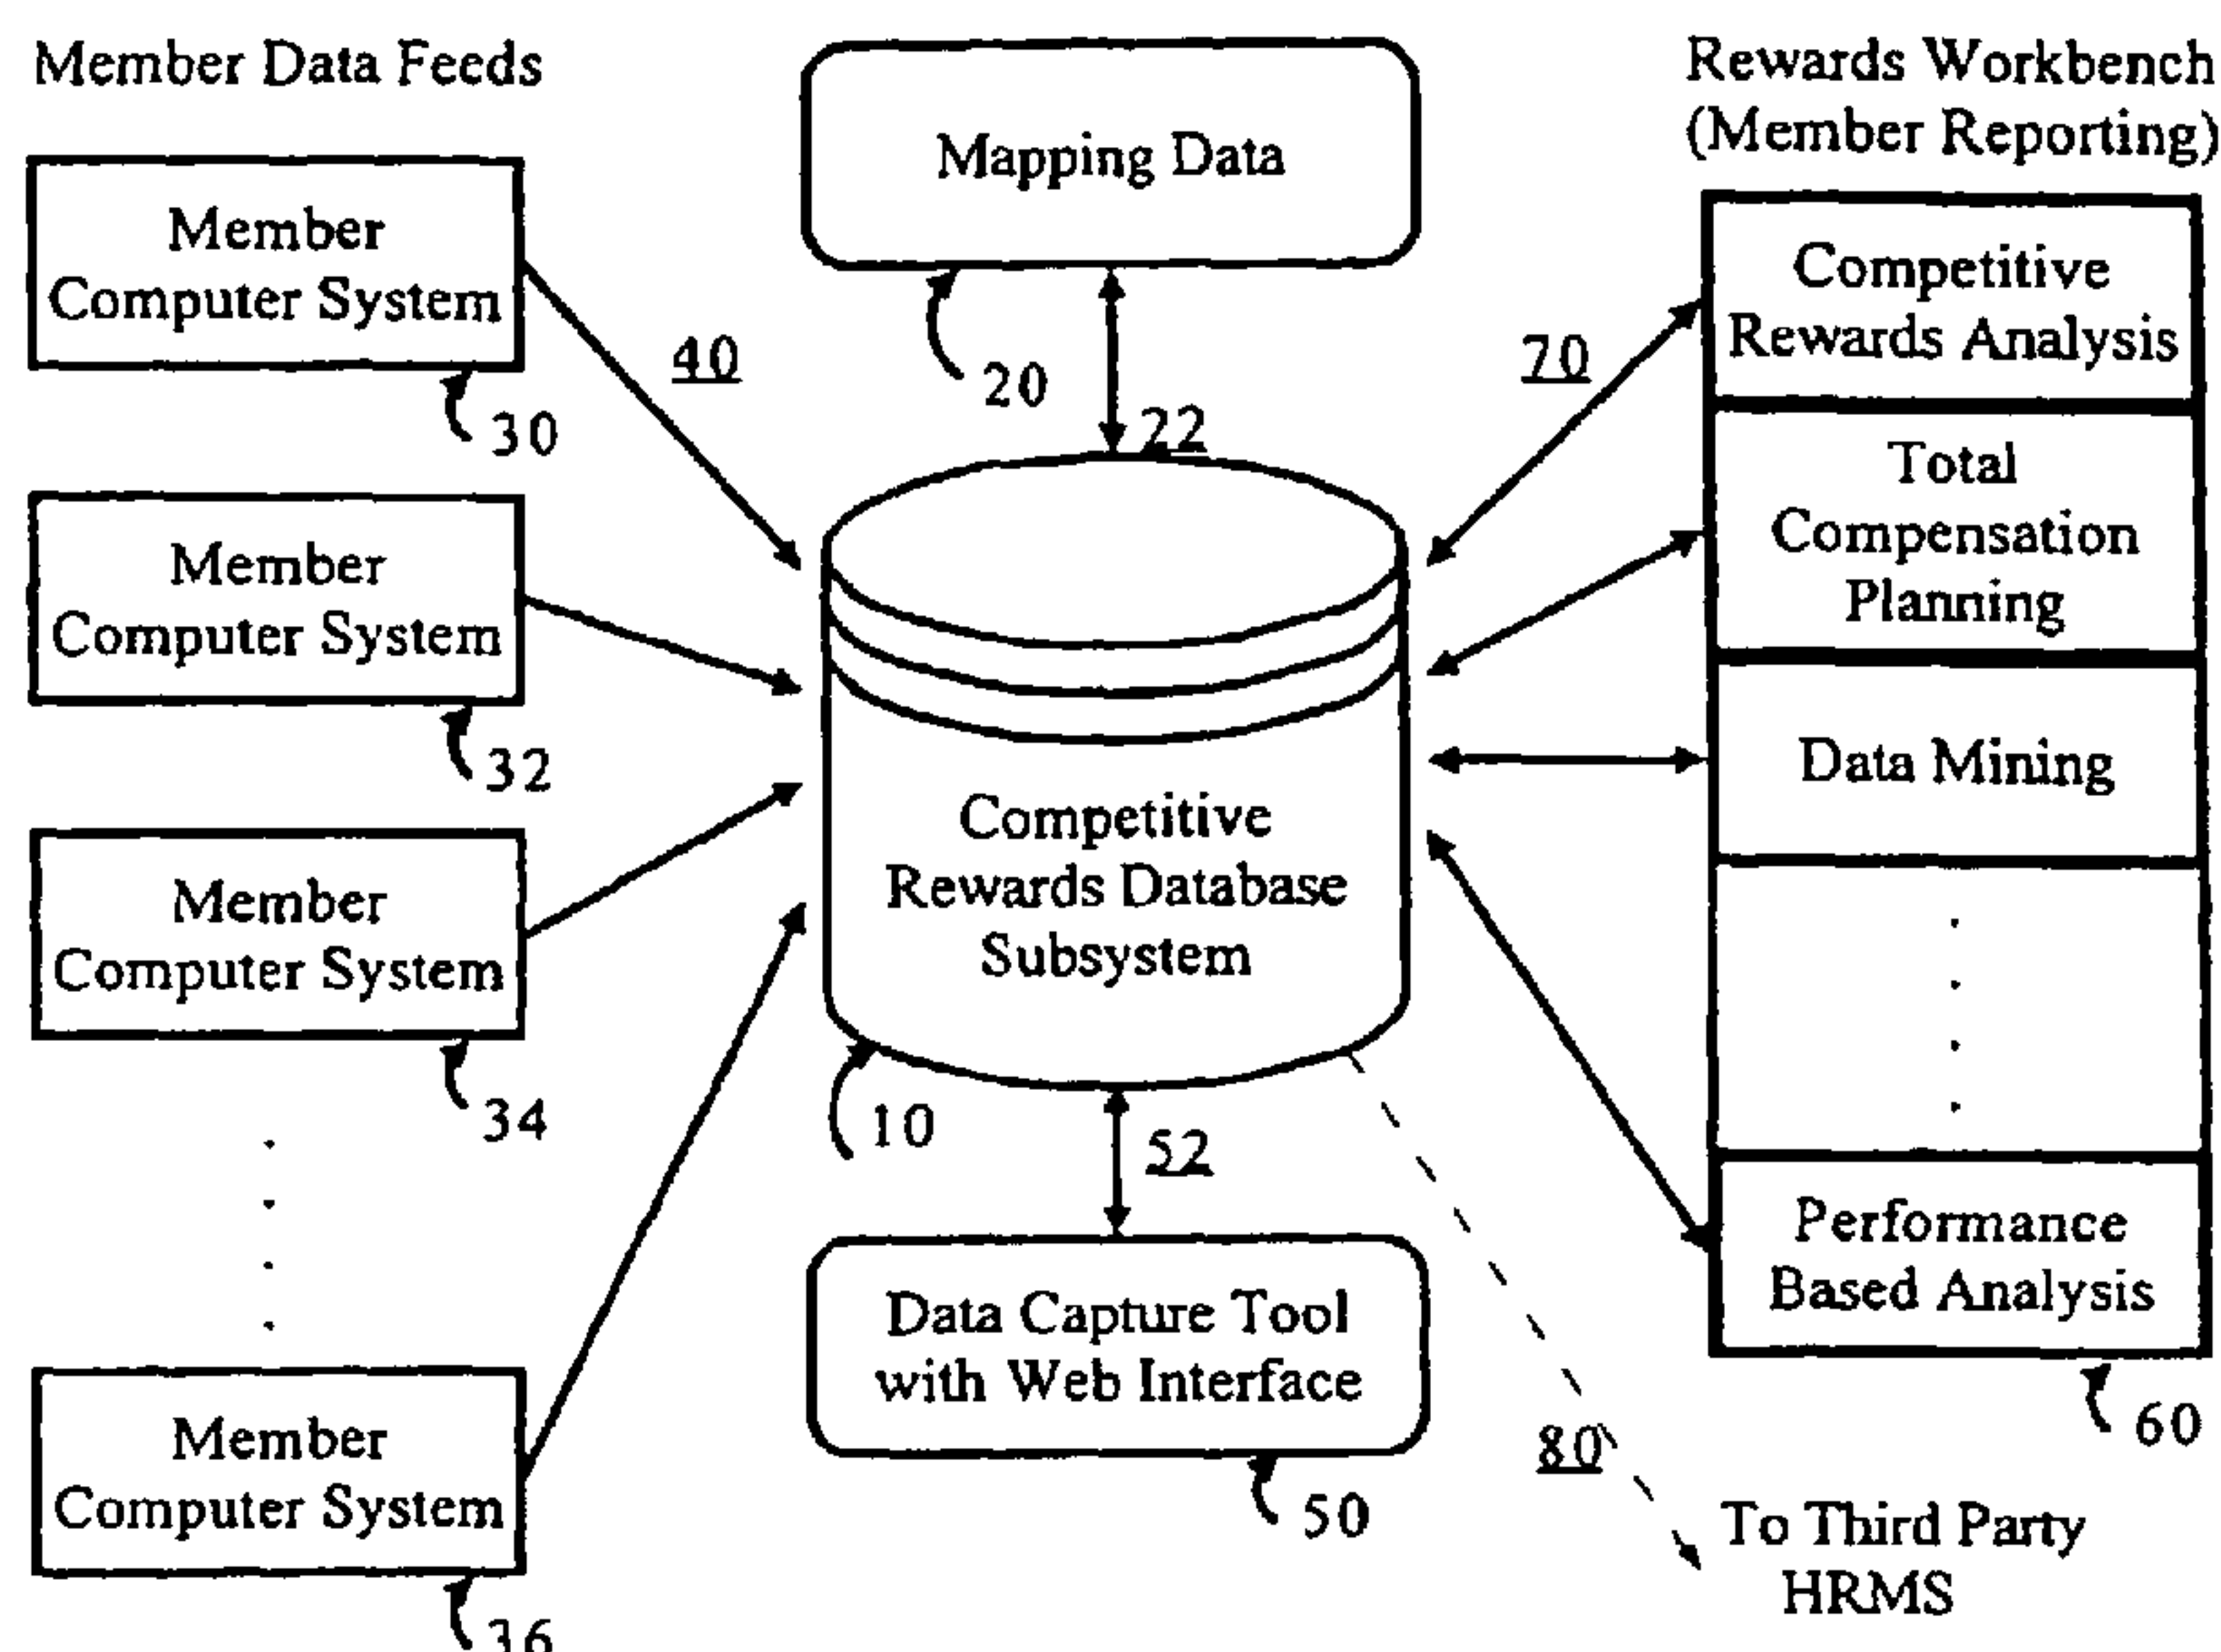 Member Data Feeds
Member
Computer System
30
Member
Computer System
32
Member
Computer System
34
Member
Computer System
36
40
Mapping Data
20
22
Competitive
Rewards Database
Subsystem
10
52
Data Capture Tool
with Web Interface
50
70
Rewards Workbench
(Member Reporting)
Competitive
Rewards Analysis
Total
Compensation
Planning
Data Mining
Performance
Based Analysis
60
80
To Third Party
HRMS